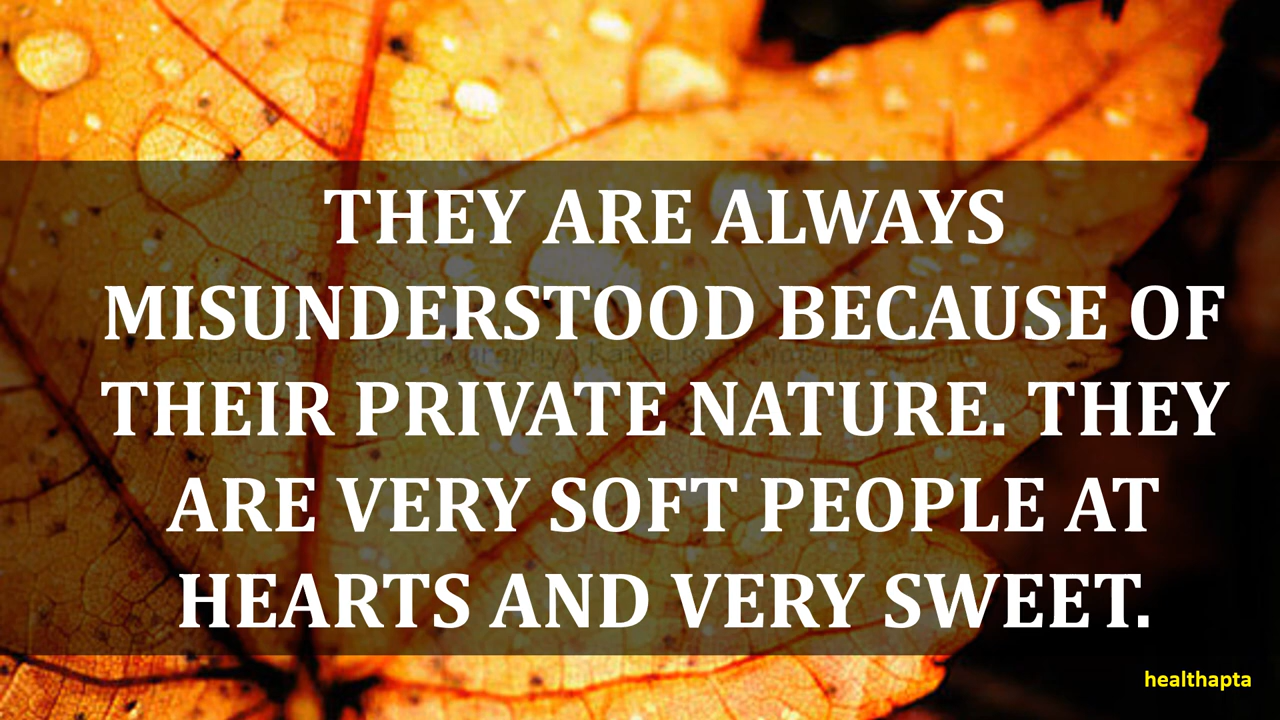 THEY ARE ALWAYS
MISUNDERSTOOD BECAUSE OF
THEIR PRIVATE NATURE. THEY
ARE VERY SOFT PEOPLE AT
HEARTS AND VERY SWEET.
healthapta